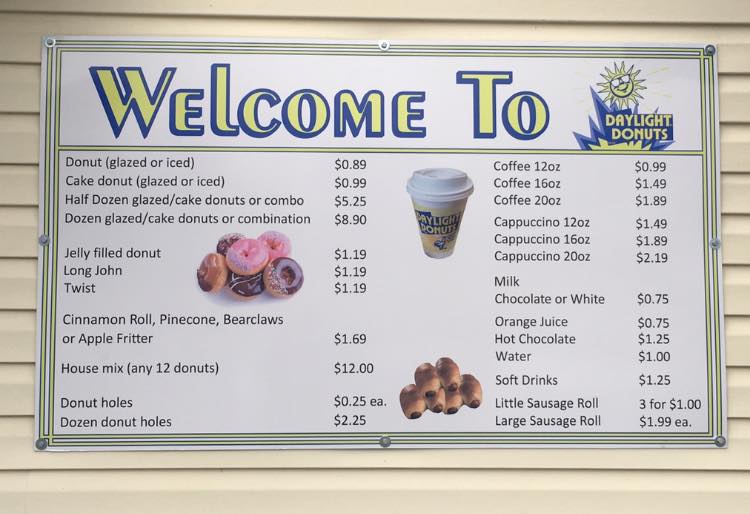 WELCOME TO
DAYLIGHT
DONUTS
Donut (glazed or iced) $0.89
Cake donut (glazed or iced) $0.99
Half Dozen glazed/cake donuts or combo $5.25
Dozen glazed/cake donuts or combination $8.90
Jelly filled donut $1.19
Long John $1.19
Twist $1.19
Cinnamon Roll, Pinecone, Bearclaws
or Apple Fritter $1.69
House mix (any 12 donuts) $12.00
Donut holes $0.25 ea.
Dozen donut holes $2.25
DAYLIGHT
DONUTS
Coffee 12oz $0.99
Coffee 16oz $1.49
Coffee 20oz $1.89
Cappuccino 12oz $1.49
Cappuccino 16oz $1.89
Cappuccino 20oz $2.19
Milk
Chocolate or White $0.75
Orange Juice $0.75
Hot Chocolate $1.25
Water $1.00
Soft Drinks $1.25
Little Sausage Roll 3 for $1.00
Large Sausage Roll $1.99 ea.